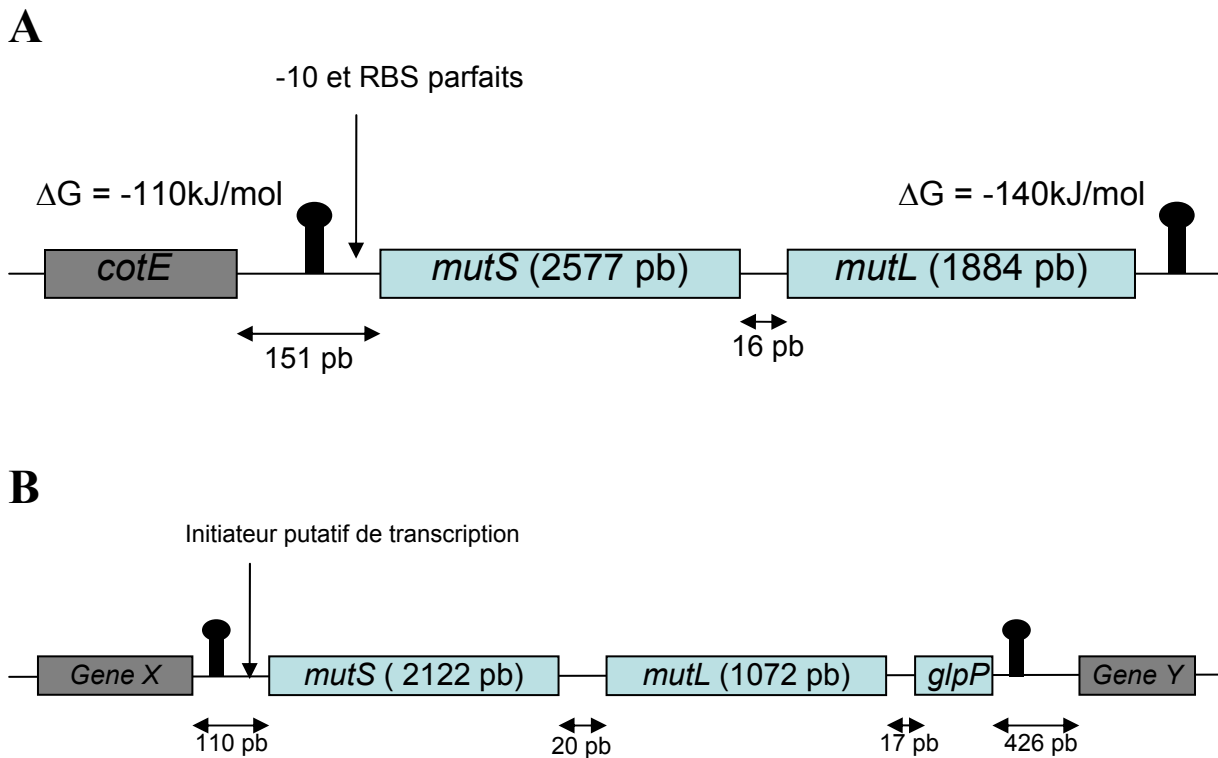 A
-10 et RBS parfaits
ΔG = -110kJ/mol
ΔG = -140kJ/mol
cotE
mutS (2577 pb)
mutL (1884 pb)
151 pb
16 pb
B
Initiateur putatif de transcription
Gene X
mutS ( 2122 pb)
mutL (1072 pb)
glpP
Gene Y
110 pb
20 pb
17 pb
426 pb